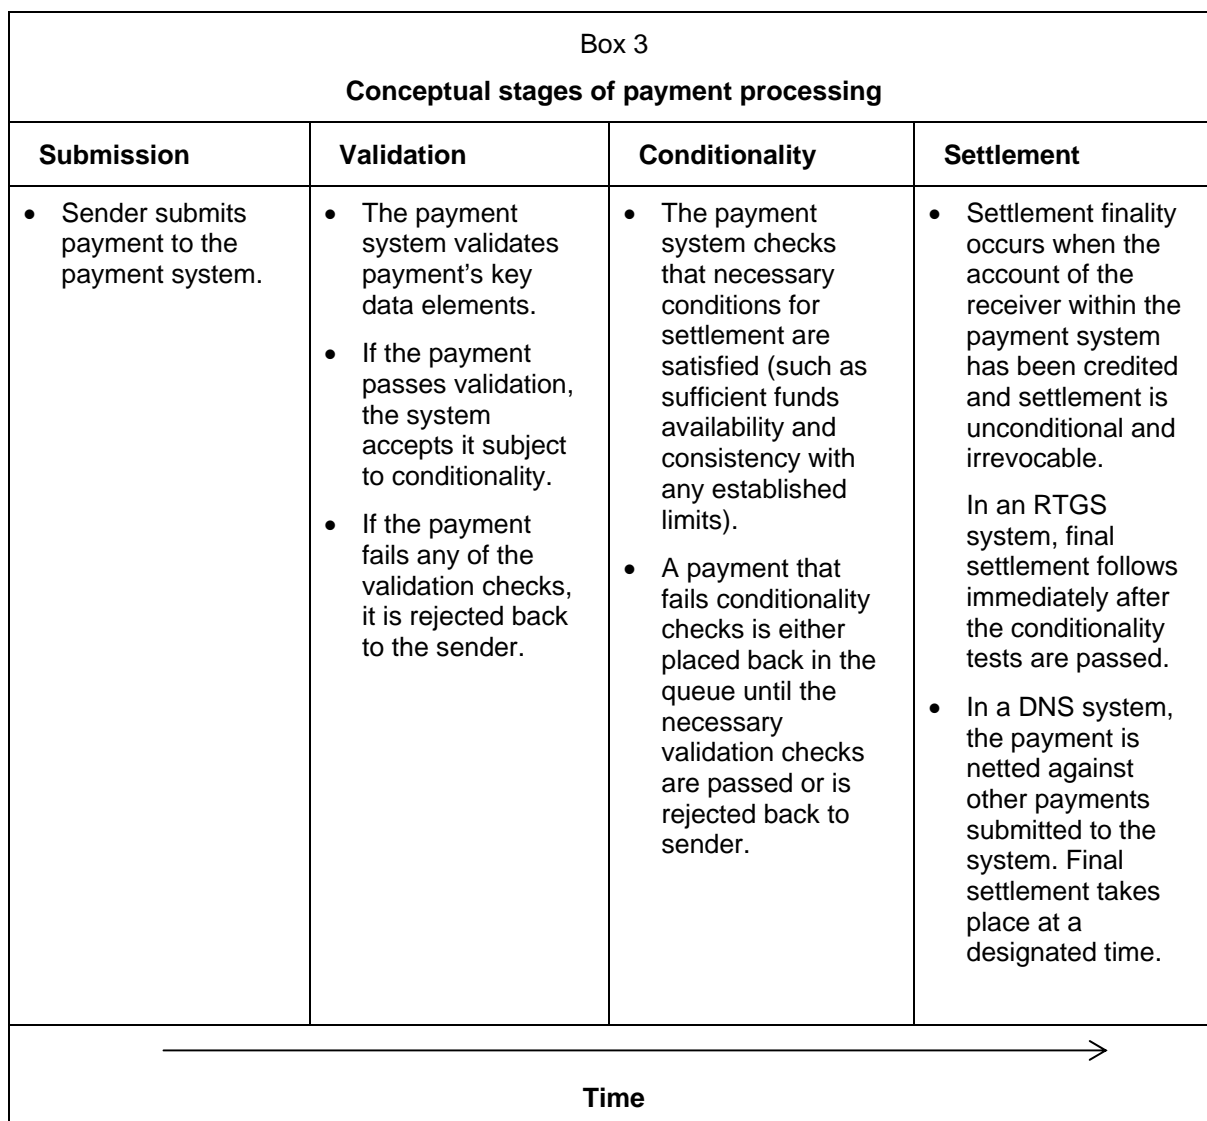 Box 3
Conceptual stages of payment processing
Submission
• Sender submits
payment to the
payment system.
Validation
• The payment
system validates
payment’s key
data elements.
• If the payment
passes validation,
the system
accepts it subject
to conditionality.
• If the payment
fails any of the
validation checks,
it is rejected back
to the sender.
Conditionality
• The payment
system checks
that necessary
conditions for
settlement are
satisfied (such as
sufficient funds
availability and
consistency with
any established
limits).
• A payment that
fails conditionality
checks is either
placed back in the
queue until the
necessary
validation checks
are passed or is
rejected back to
sender.
Settlement
• Settlement finality
occurs when the
account of the
receiver within the
payment system
has been credited
and settlement is
unconditional and
irrevocable.
In an RTGS
system, final
settlement follows
immediately after
the conditionality
tests are passed.
• In a DNS system,
the payment is
netted against
other payments
submitted to the
system. Final
settlement takes
place at a
designated time.
Time